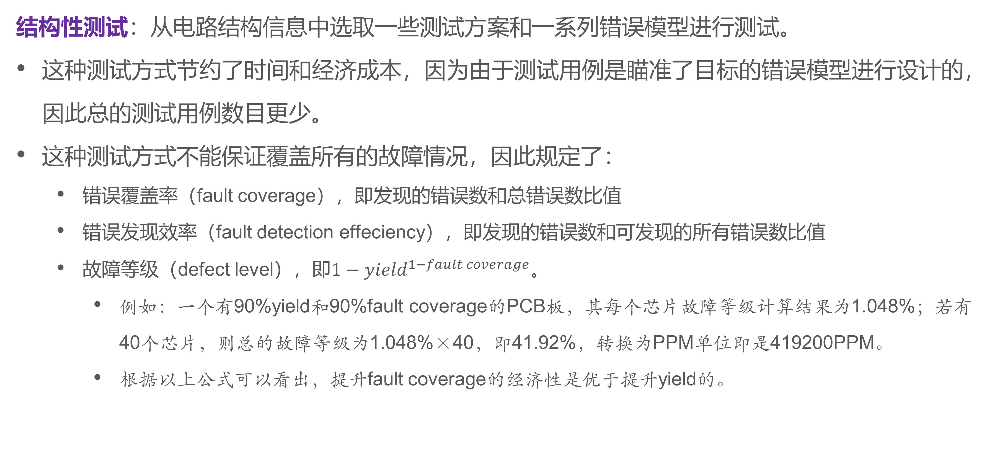 结构性测试：从电路结构信息中选取一些测试方案和一系列错误模型进行测试。
• 这种测试方式节约了时间和经济成本，因为由于测试用例是瞄准了目标的错误模型进行设计的，
因此总的测试用例数目更少。
• 这种测试方式不能保证覆盖所有的故障情况，因此规定了：
• 错误覆盖率（fault coverage），即发现的错误数和总错误数比值
• 错误发现效率（fault detection effeciency），即发现的错误数和可发现的所有错误数比值
• 故障等级（defect level），即$1 - yield^{1-fault\ coverage}$。
• 例如：一个有90%yield和90%fault coverage的PCB板，其每个芯片故障等级计算结果为1.048%；若有
40个芯片，则总的故障等级为1.048%×40，即41.92%，转换为PPM单位即是419200PPM。
• 根据以上公式可以看出，提升fault coverage的经济性是优于提升yield的。